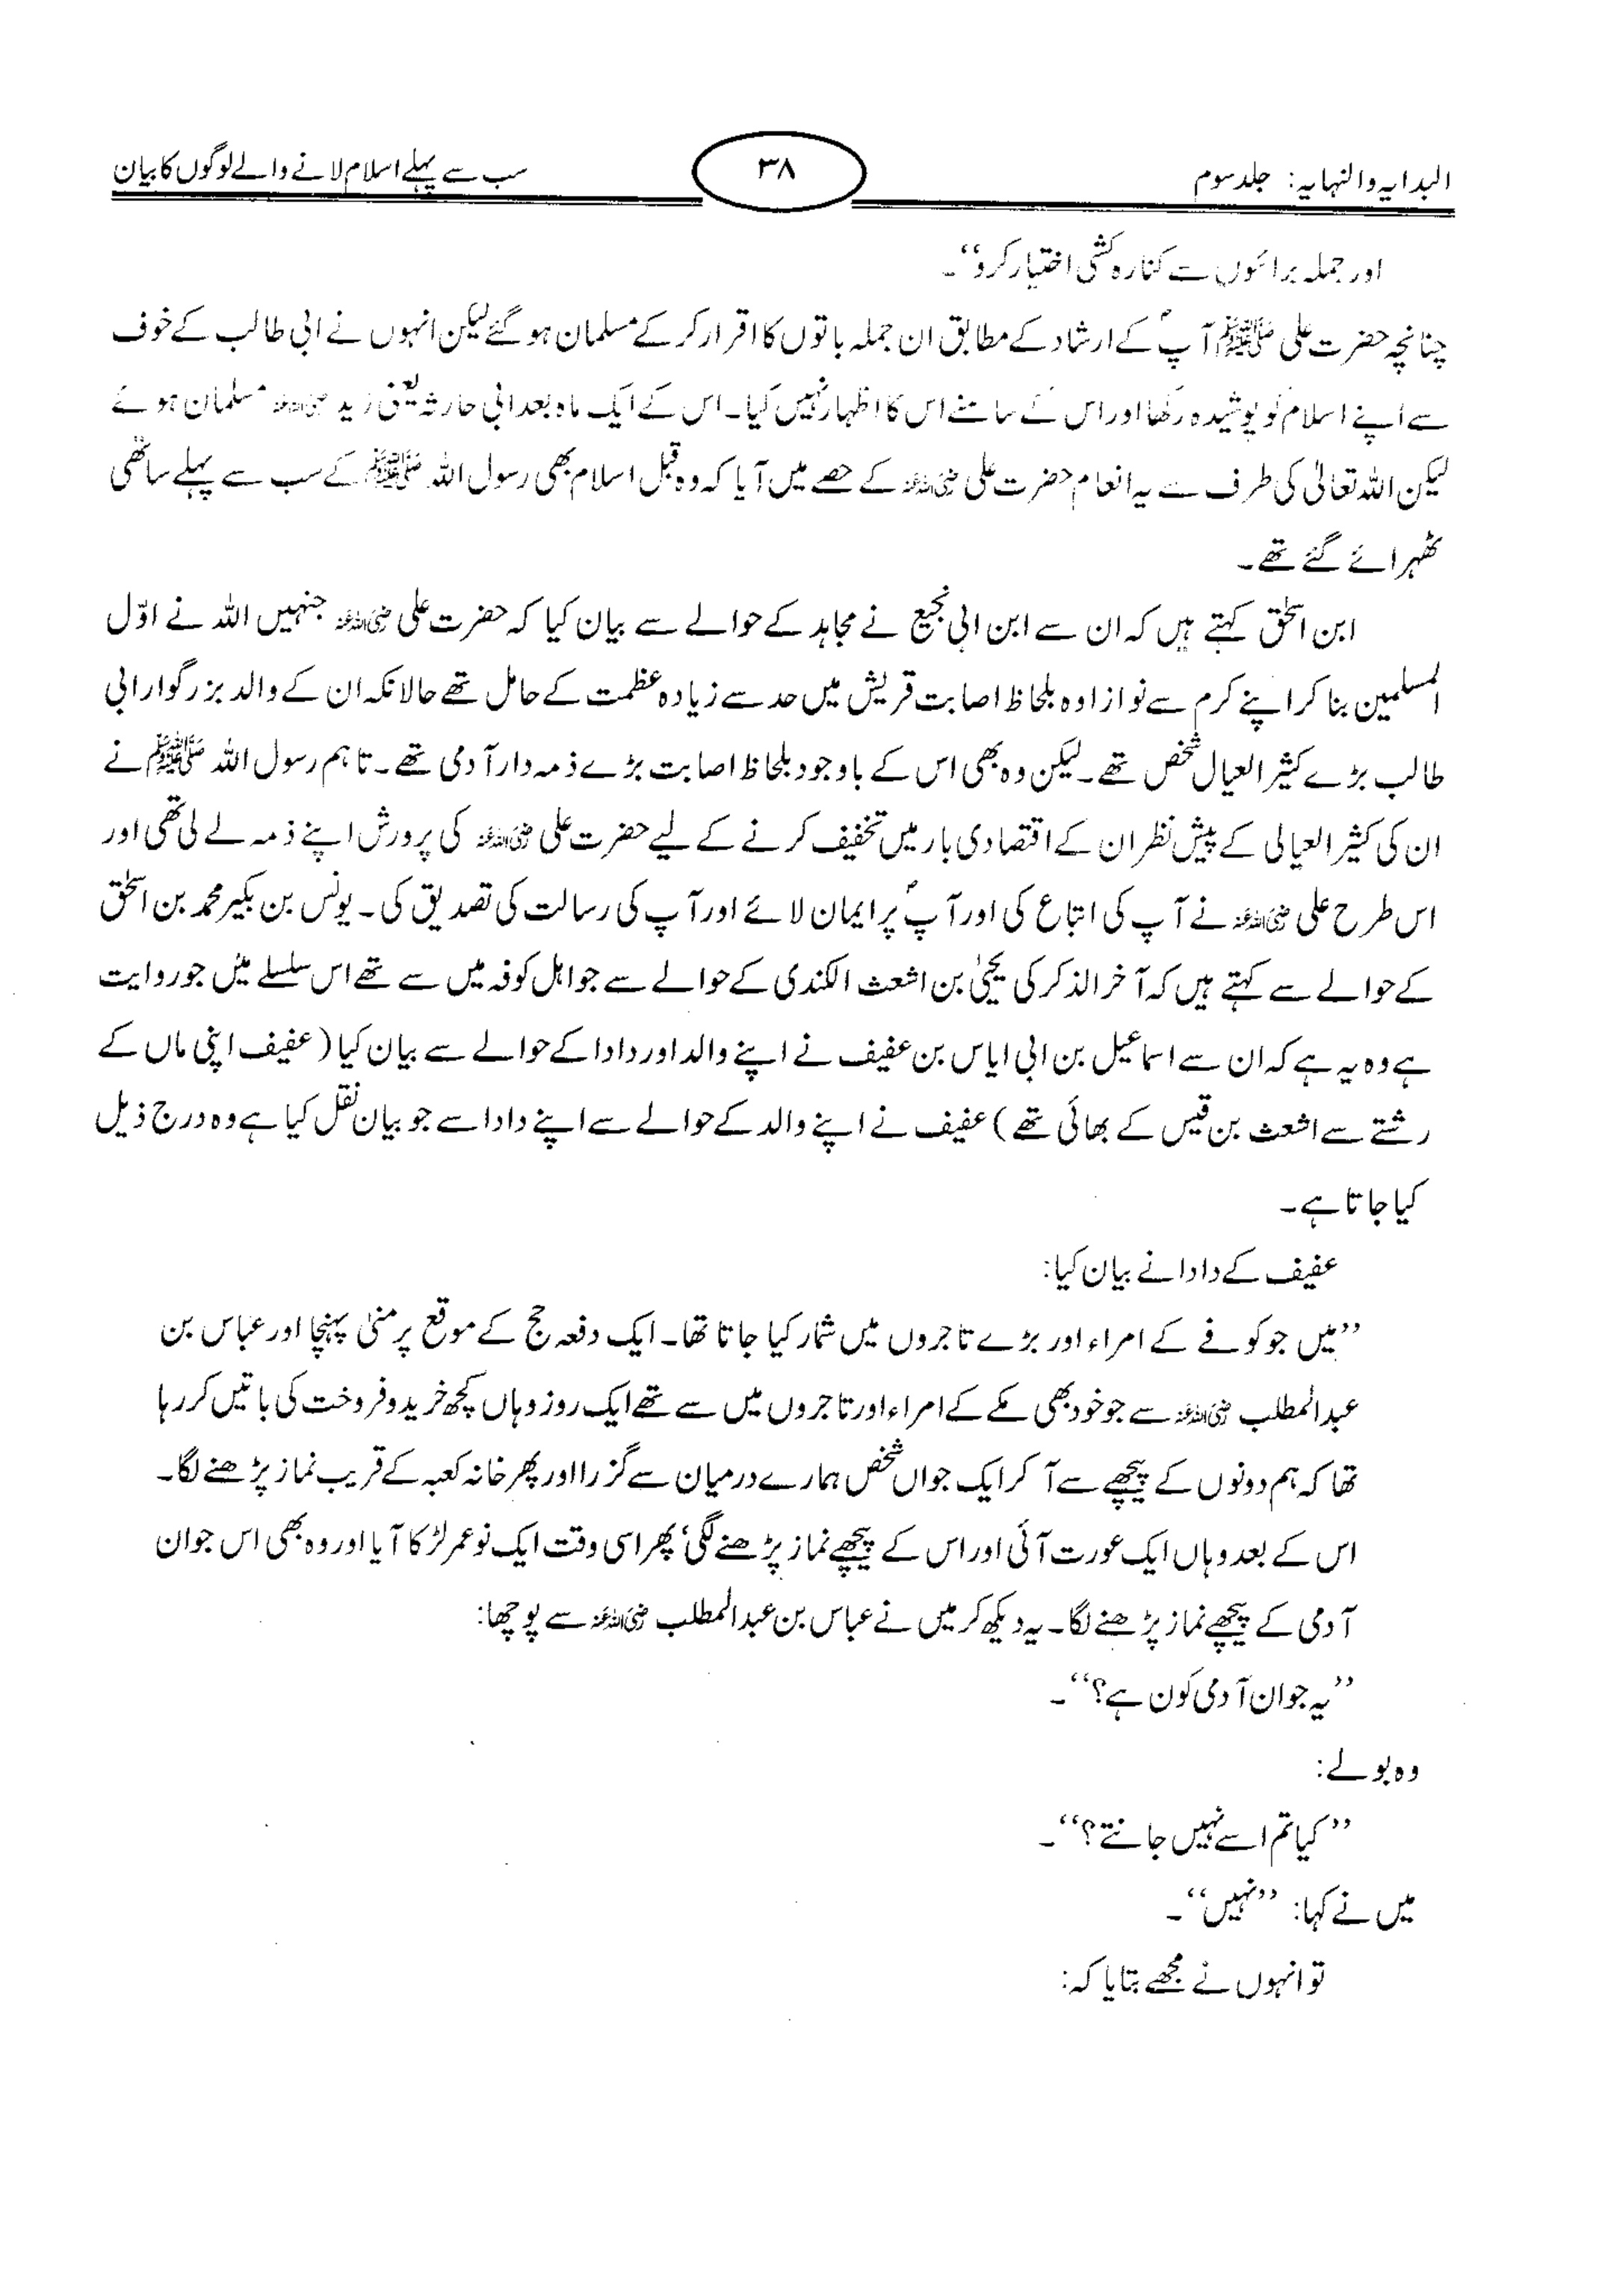 البدایہ والنہایہ: جلد سوم
۳۸
سب سے پہلے اسلام لانے والے لوگوں کا بیان
اور جملہ برائیوں سے کنارہ کشی اختیار کرو‘‘۔
چنانچہ حضرت علی ﷺ آپؐ کے ارشاد کے مطابق ان جملہ باتوں کا اقرار کر کے مسلمان ہو گئے لیکن انہوں نے ابی طالب کے خوف
سے اپنے اسلام کو پوشیدہ رکھا اور اس کے سامنے اس کا اظہار نہیں کیا۔ اس کے ایک ماہ بعد ابی حارثہ یعنی زید رضی اللہ عنہ مسلمان ہوئے
لیکن اللہ تعالیٰ کی طرف سے یہ انعام حضرت علی رضی اللہ عنہ کے حصے میں آیا کہ وہ قبل اسلام بھی رسول اللہ ﷺ کے سب سے پہلے ساتھی
ٹھہرائے گئے تھے۔
ابن اسحٰق کہتے ہیں کہ ان سے ابن ابی نجیع نے مجاہد کے حوالے سے بیان کیا کہ حضرت علی رضی اللہ عنہ جنہیں اللہ نے اوّل
المسلمین بنا کر اپنے کرم سے نوازا وہ بلحاظ اصابت قریش میں حد سے زیادہ عظمت کے حامل تھے حالانکہ ان کے والد بزرگوار ابی
طالب بڑے کثیر العیال شخص تھے۔ لیکن وہ بھی اس کے باوجود بلحاظ اصابت بڑے ذمہ دار آدمی تھے۔ تاہم رسول اللہ ﷺ نے
ان کی کثیر العیالی کے پیش نظر ان کے اقتصادی بار میں تخفیف کرنے کے لیے حضرت علی رضی اللہ عنہ کی پرورش اپنے ذمہ لے لی تھی اور
اس طرح علی رضی اللہ عنہ نے آپ کی اتباع کی اور آپؐ پر ایمان لائے اور آپ کی رسالت کی تصدیق کی۔ یونس بن بکیر محمد بن اسحٰق
کے حوالے سے کہتے ہیں کہ آخر الذکر کی یحییٰ بن اشعث الکندی کے حوالے سے جو اہل کوفہ میں سے تھے اس سلسلے میں جو روایت
ہے وہ یہ ہے کہ ان سے اسماعیل بن ابی ایاس بن عفیف نے اپنے والد اور دادا کے حوالے سے بیان کیا (عفیف اپنی ماں کے
رشتے سے اشعث بن قیس کے بھائی تھے) عفیف نے اپنے والد کے حوالے سے اپنے دادا سے جو بیان نقل کیا ہے وہ درج ذیل
کیا جاتا ہے۔
عفیف کے دادا نے بیان کیا:
’’میں جو کوفے کے امراء اور بڑے تاجروں میں شمار کیا جاتا تھا۔ ایک دفعہ حج کے موقع پر منیٰ پہنچا اور عباس بن
عبدالمطلب رضی اللہ عنہ سے جو خود بھی مکے کے امراء اور تاجروں میں سے تھے ایک روز وہاں کچھ خرید و فروخت کی باتیں کر رہا
تھا کہ ہم دونوں کے پیچھے سے آ کر ایک جواں شخص ہمارے درمیان سے گزرا اور پھر خانہ کعبہ کے قریب نماز پڑھنے لگا۔
اس کے بعد وہاں ایک عورت آئی اور اس کے پیچھے نماز پڑھنے لگی‘ پھر اسی وقت ایک نو عمر لڑکا آیا اور وہ بھی اس جوان
آدمی کے پیچھے نماز پڑھنے لگا۔ یہ دیکھ کر میں نے عباس بن عبدالمطلب رضی اللہ عنہ سے پوچھا:
’’یہ جوان آدمی کون ہے؟‘‘۔
وہ بولے:
’’کیا تم اسے نہیں جانتے؟‘‘۔
میں نے کہا: ’’نہیں‘‘۔
تو انہوں نے مجھے بتایا کہ: